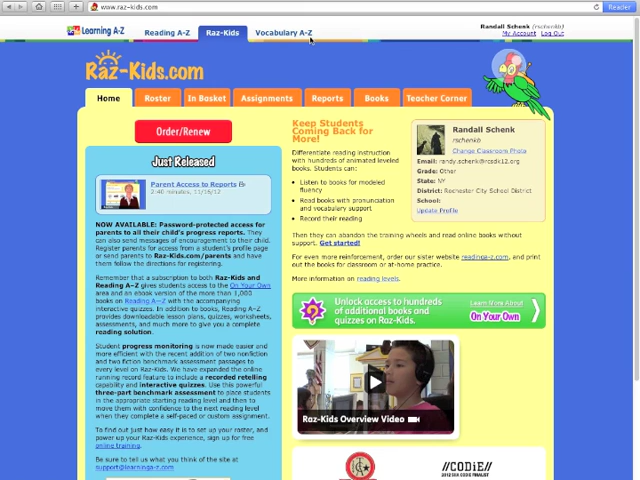 www.raz-kids.com
Reader
Learning A-Z
Reading A-Z
Raz-Kids
Vocabulary A-Z
Randall Schenk (rschenkb)
My Account Log Out
Raz-Kids.com
Home
Roster
In Basket
Assignments
Reports
Books
Teacher Corner
Order/Renew
Just Released
Parent Access to Reports
2:40 minutes, 11/16/12
NOW AVAILABLE: Password-protected access for
parents to all their child's progress reports. They
can also send messages of encouragement to their child.
Register parents for access from a student's profile page
or send parents to Raz-Kids.com/parents and have
them follow the directions for registering.
Remember that a subscription to both Raz-Kids and
Reading A-Z gives students access to the On Your Own
area and an ebook version of the more than 1,000
books on Reading A-Z with the accompanying
interactive quizzes. In addition to books, Reading A-Z
provides downloadable lesson plans, quizzes, worksheets,
assessments, and much more to give you a complete
reading solution.
Student progress monitoring is now made easier and
more efficient with the recent addition of two nonfiction
and two fiction benchmark assessment passages to
every level on Raz-Kids. We have expanded the online
running record feature to include a recorded retelling
capability and interactive quizzes. Use this powerful
three-part benchmark assessment to place students
in the appropriate starting reading level and then to
move them with confidence to the next reading level
when they complete a self-paced or custom assignment.
To find out just how easy it is to set up your roster, and
power up your Raz-Kids experience, sign up for free
online training.
Be sure to tell us what you think of the site at
support@learninga-z.com
Keep Students
Coming Back for
More!
Differentiate reading instruction
with hundreds of animated leveled
books. Students can:
• Listen to books for modeled
fluency
• Read books with pronunciation
and vocabulary support
• Record their reading
Then they can abandon the training wheels and read online books without
support. Get started!
For even more reinforcement, order our sister website readinga-z.com, and print
out the books for classroom or at-home practice.
More information on reading levels.
Randall Schenk
rschenkb
Change Classroom Photo
Email: randy.schenk@rcsdk12.org
Grade: Other
State: NY
District: Rochester City School District
School:
Update Profile
Unlock access to hundreds
of additional books and
quizzes on Raz-Kids.
Learn More About
On Your Own
Raz-Kids Overview Video
//CODiE//
2012 SIIA CODiE FINALIST